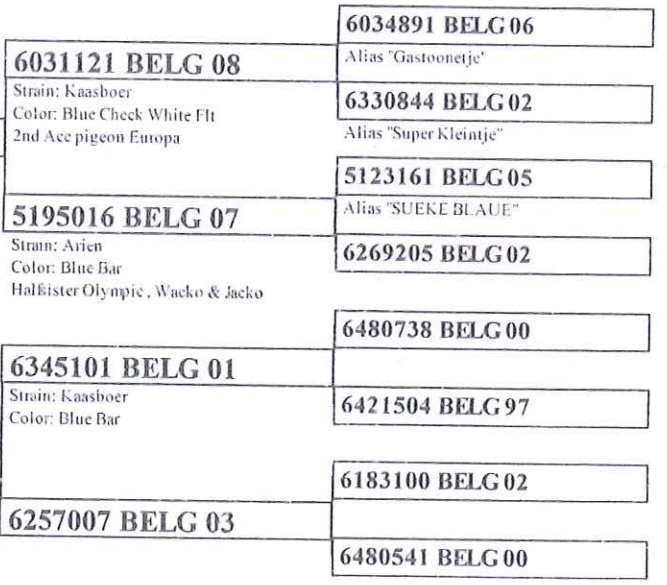 6034891 BELG 06
Alias "Gastoonetje"
6031121 BELG 08
Strain: Kaasboer
Color: Blue Check White Flt
2nd Ace pigeon Europa
6330844 BELG 02
Alias "Super Kleintje"
5123161 BELG 05
Alias "SUEKE BLAUE"
5195016 BELG 07
Strain: Arien
Color: Blue Bar
Halfsister Olympic , Wacko & Jacko
6269205 BELG 02
6480738 BELG 00
6345101 BELG 01
Strain: Kaasboer
Color: Blue Bar
6421504 BELG 97
6183100 BELG 02
6257007 BELG 03
6480541 BELG 00